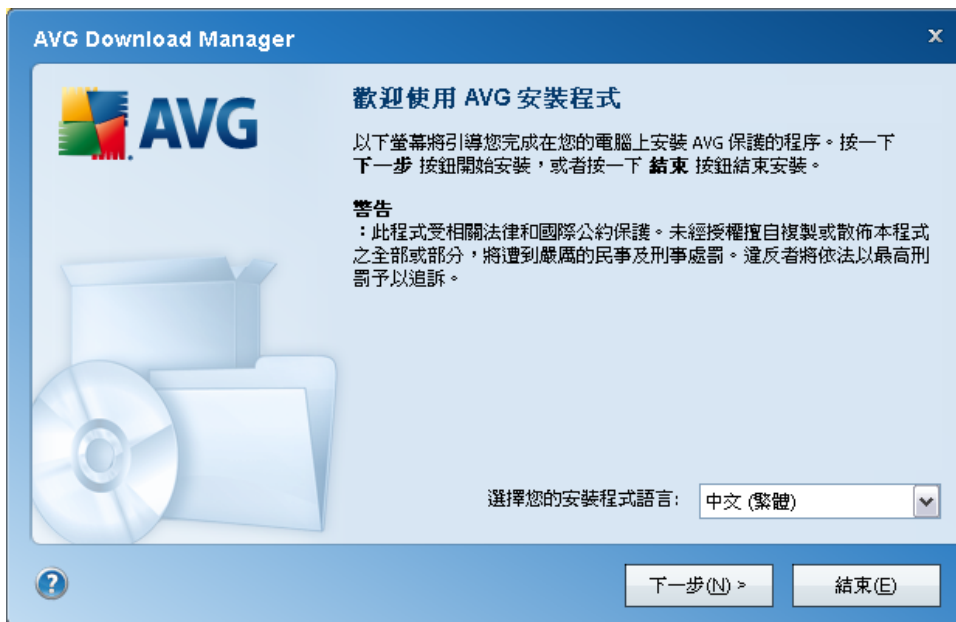 AVG Download Manager
x
AVG
歡迎使用 AVG 安裝程式
以下螢幕將引導您完成在您的電腦上安裝 AVG 保護的程序。按一下
下一步 按鈕開始安裝，或者按一下 結束 按鈕結束安裝。
警告
：此程式受相關法律和國際公約保護。未經授權擅自複製或散佈本程式
之全部或部分，將遭到嚴厲的民事及刑事處罰。違反者將依法以最高刑
罰予以追訴。
選擇您的安裝程式語言:
中文 (繁體)
?
下一步(N) >
結束(E)